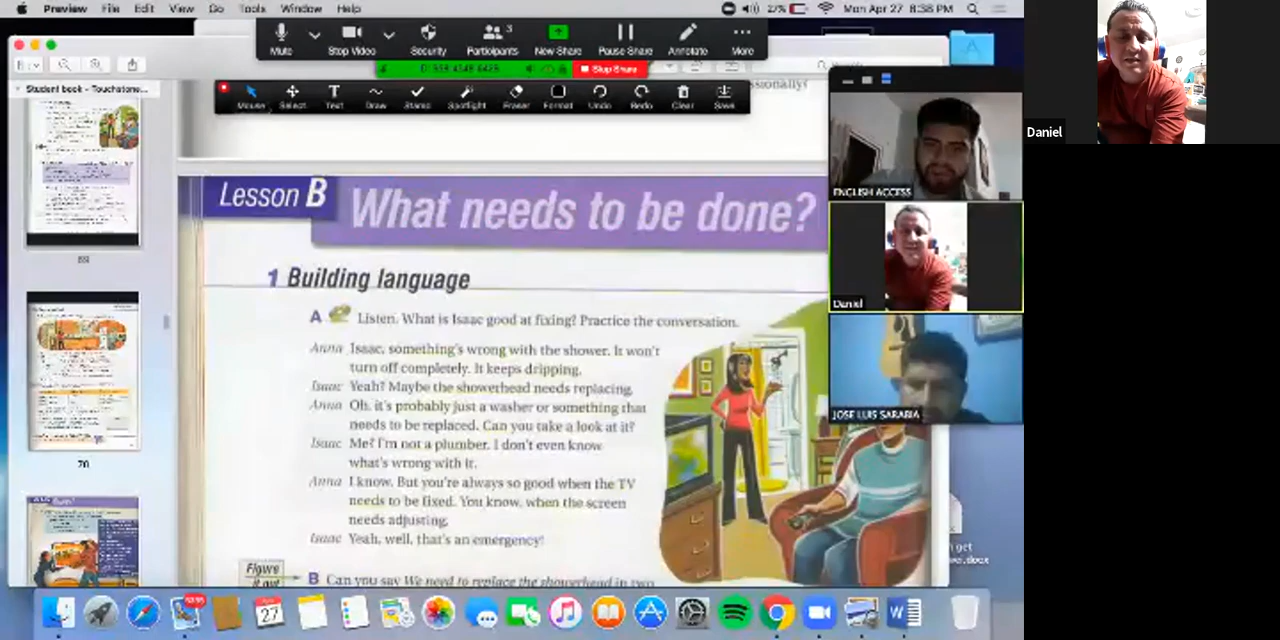 Preview File Edit View Go Tools Window Help
27% Mon Apr 27 8:38 PM
Mute Stop Video Security Participants 3 New Share Pause Share Annotate More
Stop Share
Student book - Touchstone...
Mouse Select Text Draw Stamp Spotlight Eraser Format Undo Redo Clear Save
Lesson B What needs to be done?
1 Building language
A Listen. What is Isaac good at fixing? Practice the conversation.
Anna Isaac, something's wrong with the shower. It won't
turn off completely. It keeps dripping.
Isaac Yeah? Maybe the showerhead needs replacing.
Anna Oh, it's probably just a washer or something that
needs to be replaced. Can you take a look at it?
Isaac Me? I'm not a plumber. I don't even know
what's wrong with it.
Anna I know. But you're always so good when the TV
needs to be fixed. You know, when the screen
needs adjusting.
Isaac Yeah, well, that's an emergency!
Figure
it out
B Can you say We need to replace the showerhead in two
70
ENGLISH ACCESS
Daniel
JOSE LUIS SARABIA
Daniel